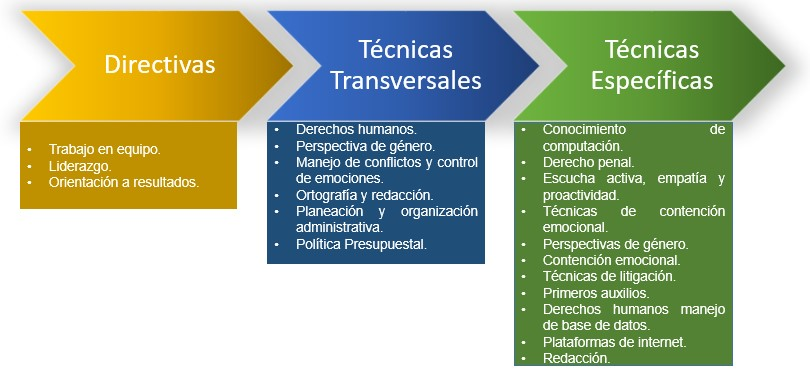 Directivas
• Trabajo en equipo.
• Liderazgo.
• Orientación a resultados.
Técnicas
Transversales
• Derechos humanos.
• Perspectiva de género.
• Manejo de conflictos y control
de emociones.
• Ortografía y redacción.
• Planeación y organización
administrativa.
• Política Presupuestal.
Técnicas
Específicas
• Conocimiento de
computación.
• Derecho penal.
• Escucha activa, empatía y
proactividad.
• Técnicas de contención
emocional.
• Perspectivas de género.
• Contención emocional.
• Técnicas de litigación.
• Primeros auxilios.
• Derechos humanos manejo
de base de datos.
• Plataformas de internet.
• Redacción.